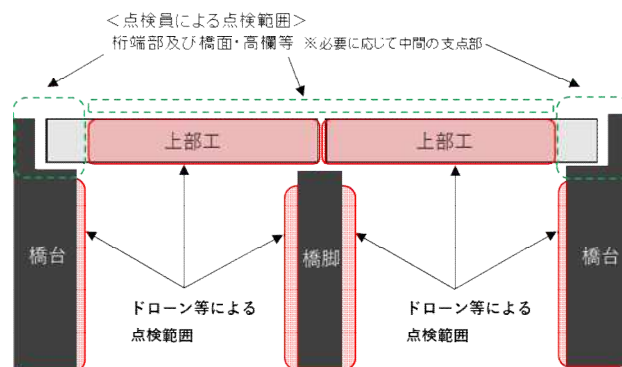 ＜点検員による点検範囲＞
桁端部及び橋面・高欄等 ※必要に応じて中間の支点部
上部工
上部工
橋台
橋脚
橋台
ドローン等による
点検範囲
ドローン等による
点検範囲